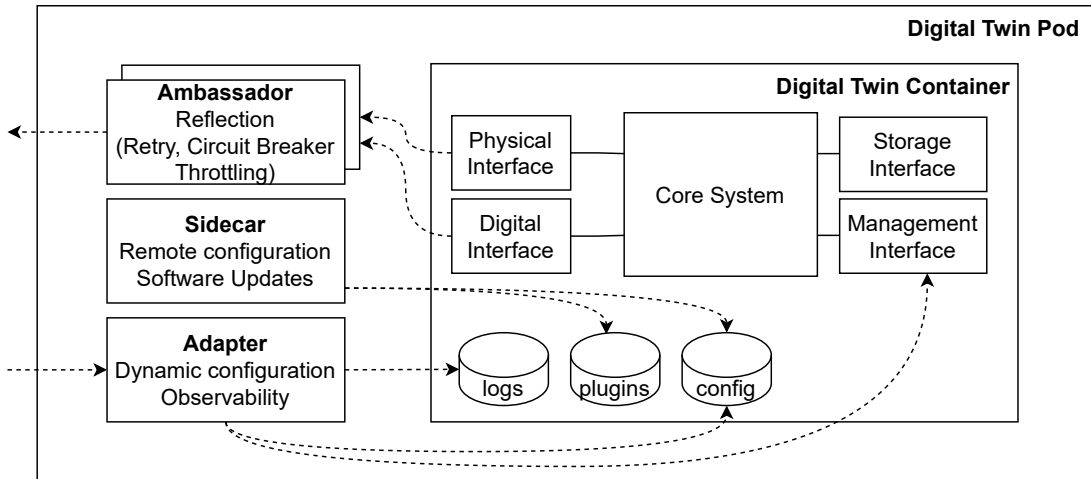 Digital Twin Pod
Ambassador
Reflection
(Retry, Circuit Breaker
Throttling)
Sidecar
Remote configuration
Software Updates
Adapter
Dynamic configuration
Observability
Digital Twin Container
Physical
Interface
Digital
Interface
Core System
Storage
Interface
Management
Interface
logs
plugins
config